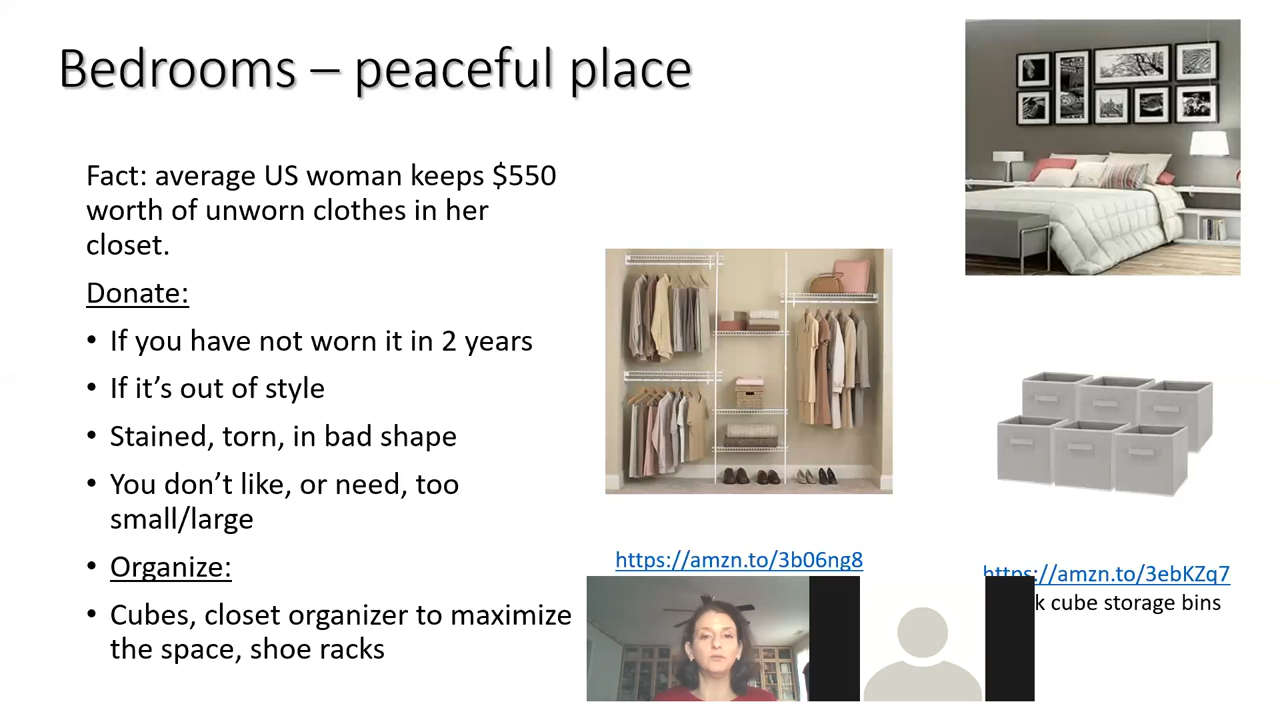 Bedrooms – peaceful place
Fact: average US woman keeps $550
worth of unworn clothes in her
closet.
Donate:
• If you have not worn it in 2 years
• If it’s out of style
• Stained, torn, in bad shape
• You don’t like, or need, too
small/large
• Organize:
• Cubes, closet organizer to maximize
the space, shoe racks
https://amzn.to/3b06ng8
https://amzn.to/3ebKZq7
cube storage bins